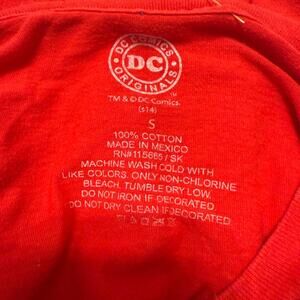 DC COMICS
DC
ORIGINALS
TM & © DC Comics.
(s14)
S
100% COTTON
MADE IN MEXICO
RN#115665 / SK
MACHINE WASH COLD WITH
LIKE COLORS. ONLY NON-CHLORINE
BLEACH. TUMBLE DRY LOW.
DO NOT IRON IF DECORATED
DO NOT DRY CLEAN IF DECORATED